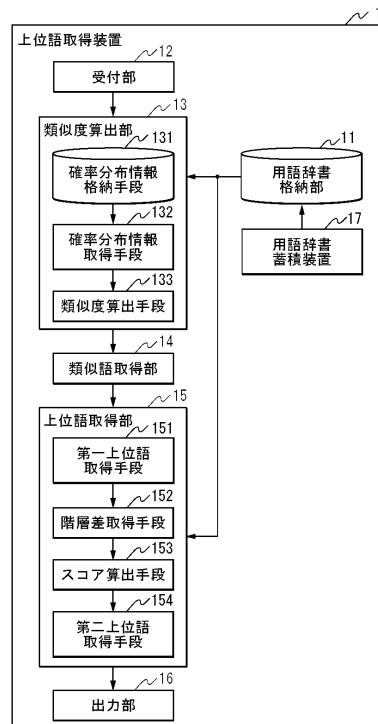 1
上位語取得装置
12
受付部
13
類似度算出部
131
確率分布情報
格納手段
132
確率分布情報
取得手段
133
類似度算出手段
11
用語辞書
格納部
17
用語辞書
蓄積装置
14
類似語取得部
15
上位語取得部
151
第一上位語
取得手段
152
階層差取得手段
153
スコア算出手段
154
第二上位語
取得手段
16
出力部